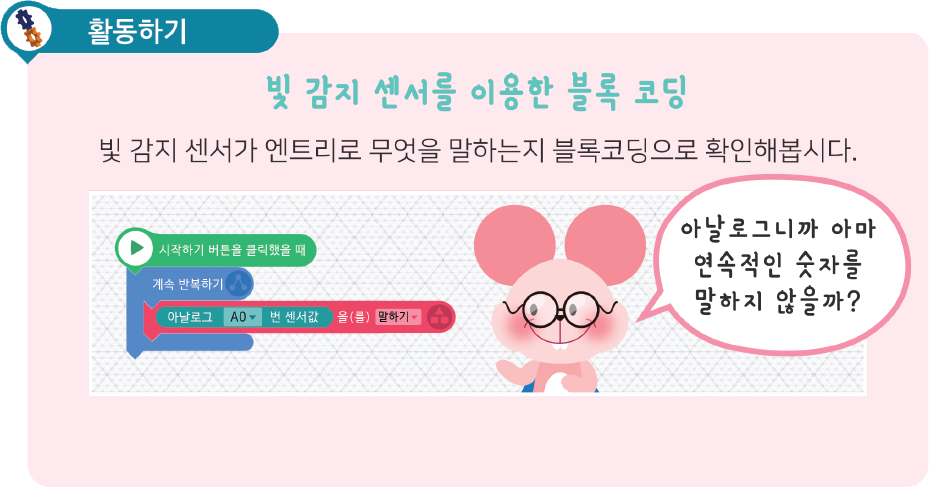 활동하기
빛 감지 센서를 이용한 블록 코딩
빛 감지 센서가 엔트리로 무엇을 말하는지 블록코딩으로 확인해봅시다.
시작하기 버튼을 클릭했을 때
계속 반복하기
아날로그 A0 번 센서값 을(를) 말하기
아날로그니까 아마
연속적인 숫자를
말하지 않을까?